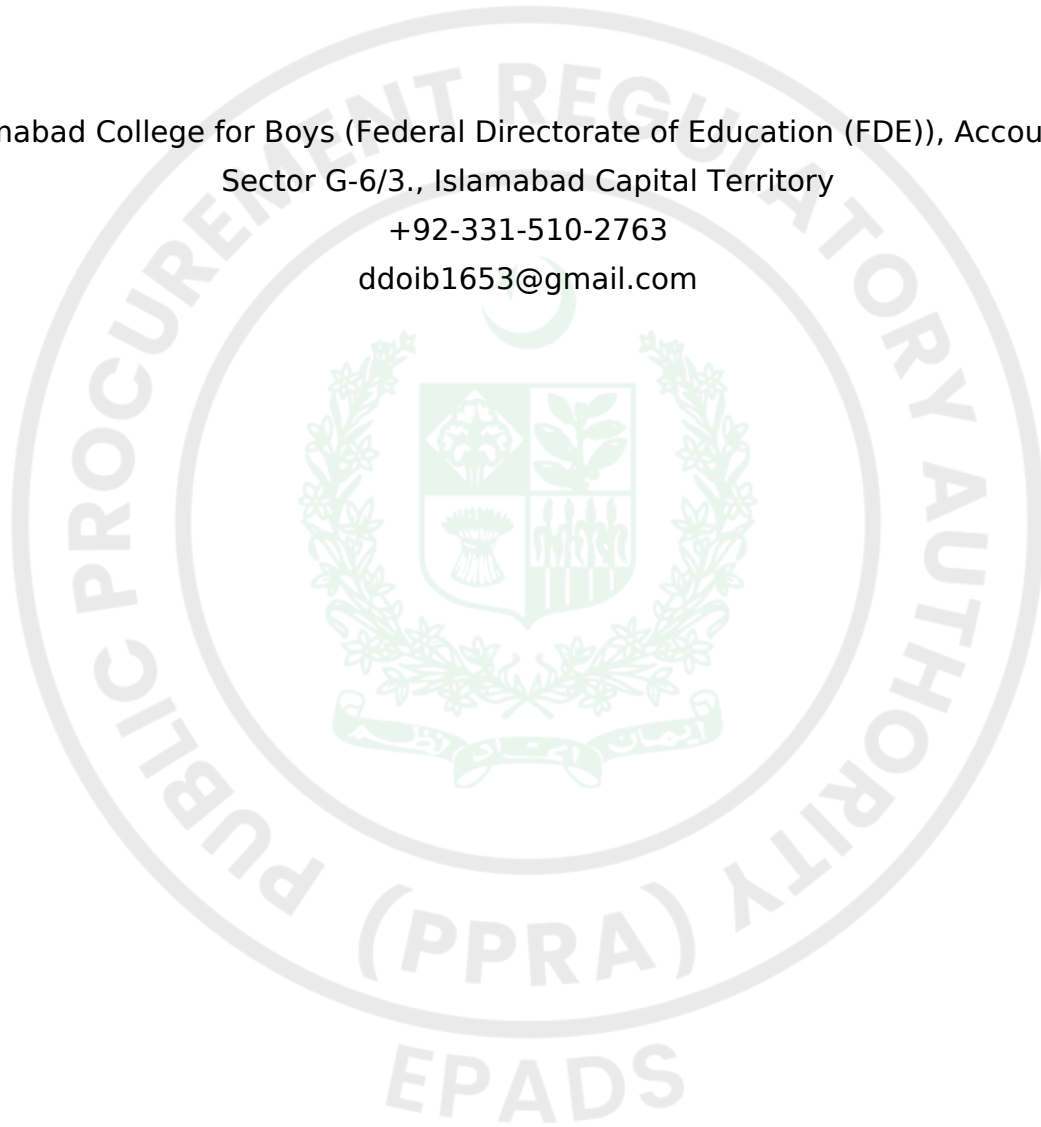 mabad College for Boys (Federal Directorate of Education (FDE)), Accou
Sector G-6/3., Islamabad Capital Territory
+92-331-510-2763
ddoib1653@gmail.com
PUBLIC PROCUREMENT REGULATORY AUTHORITY
(PPRA)
EPADS